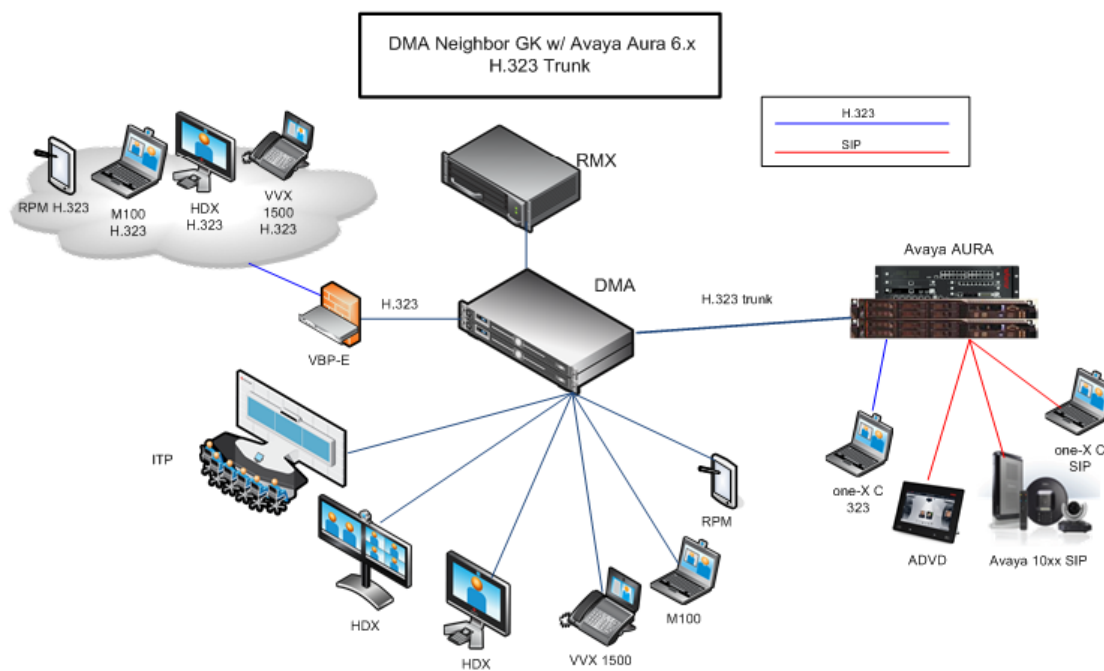 DMA Neighbor GK w/ Avaya Aura 6.x
H.323 Trunk
H.323
SIP
RMX
RPM H.323
M100
H.323
HDX
H.323
VVX
1500
H.323
Avaya AURA
DMA
H.323
H.323 trunk
VBP-E
ITP
one-X C
SIP
one-X C
323
RPM
ADVD
Avaya 10xx SIP
HDX
M100
HDX
VVX 1500